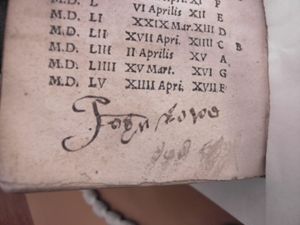 M.D. L VI Aprilis XII E
M.D. LI XXIX Mar. XIII D
M.D. LII XVII Apri. XIIII C B
M.D. LIII II Aprilis XV A
M.D. LIIII XV Mart. XVI G
M.D. LV XIIII Apri. XVII F